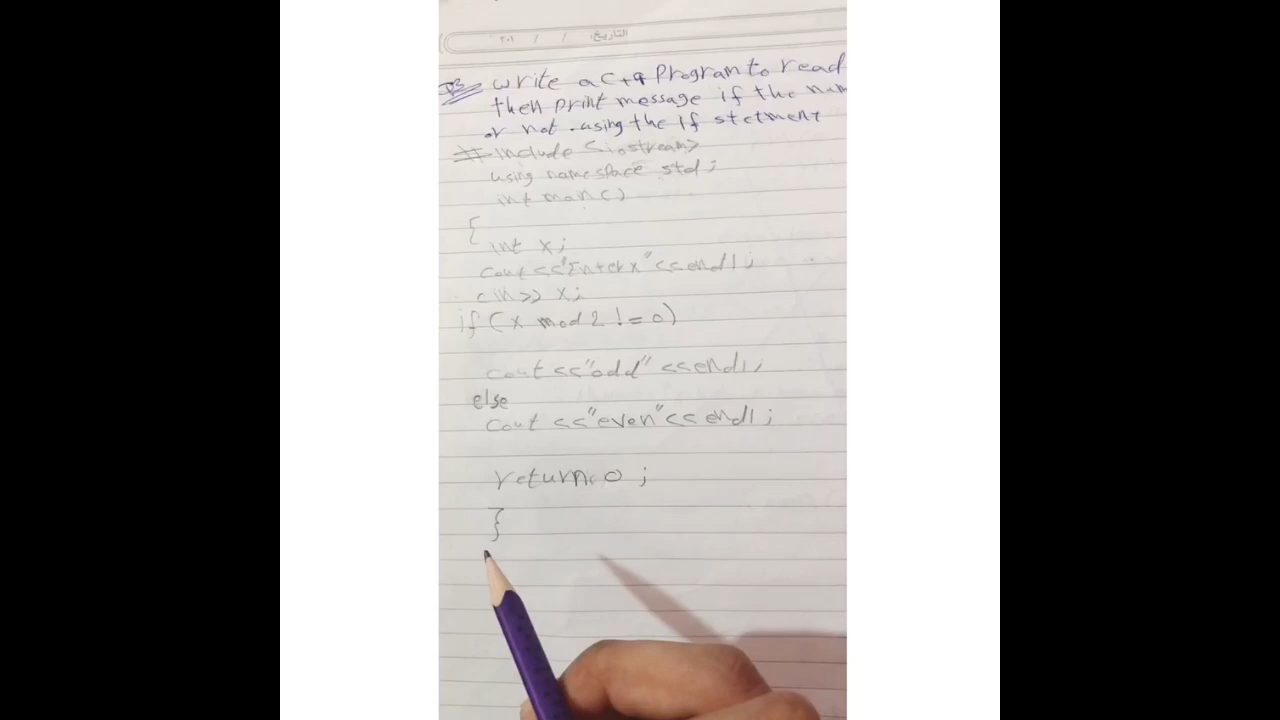 التاريخ: / / ٢٠١
Q3 write a C++ Program to read
then print message if the num
or not .using the If stetment
# include <iostream>
using namespace std;
int main()
{
int x;
cout <<"Enter x"<<endl;
cin>> x;
if(x mod 2 != 0)
cout <<"odd" <<endl;
else
cout <<"even"<<endl;
return 0;
}